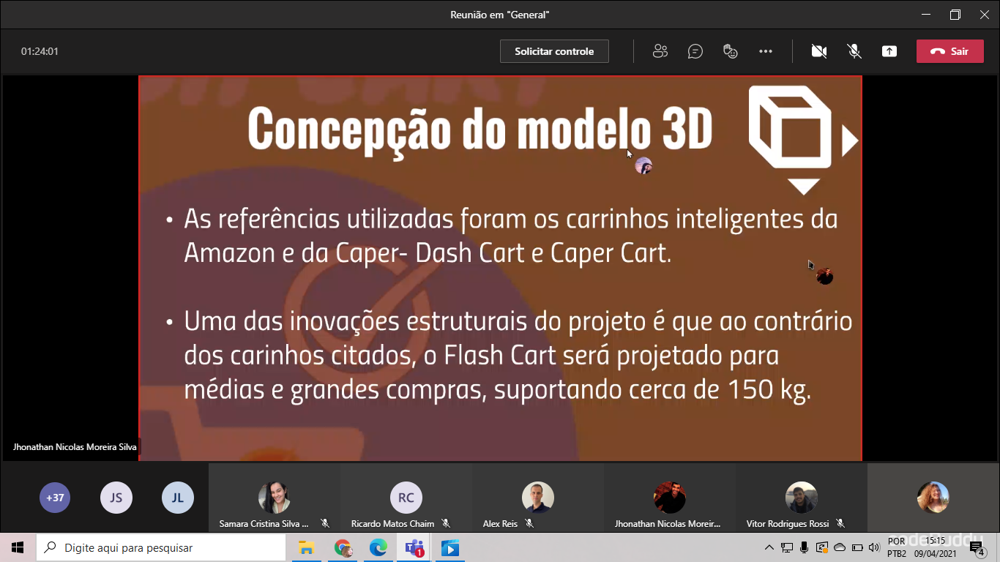 Reunião em "General"
01:24:01
Solicitar controle
Sair
Concepção do modelo 3D
• As referências utilizadas foram os carrinhos inteligentes da
Amazon e da Caper- Dash Cart e Caper Cart.
• Uma das inovações estruturais do projeto é que ao contrário
dos carinhos citados, o Flash Cart será projetado para
médias e grandes compras, suportando cerca de 150 kg.
Jhonathan Nicolas Moreira Silva
+37
JS
JL
Samara Cristina Silva ...
RC
Ricardo Matos Chaim
Alex Reis
Jhonathan Nicolas Moreir...
Vitor Rodrigues Rossi
Digite aqui para pesquisar
1
POR
PTB2
15:15
09/04/2021
4